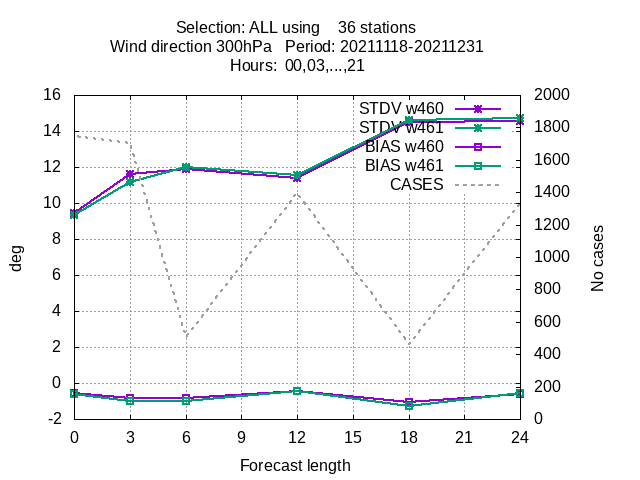 Selection: ALL using    36 stations
Wind direction 300hPa   Period: 20211118-20211231
Hours:  00,03,...,21
STDV w460
STDV w461
BIAS w460
BIAS w461
CASES
16
14
12
10
8
6
4
2
0
-2
deg
2000
1800
1600
1400
1200
1000
800
600
400
200
0
No cases
0 3 6 9 12 15 18 21 24
Forecast length